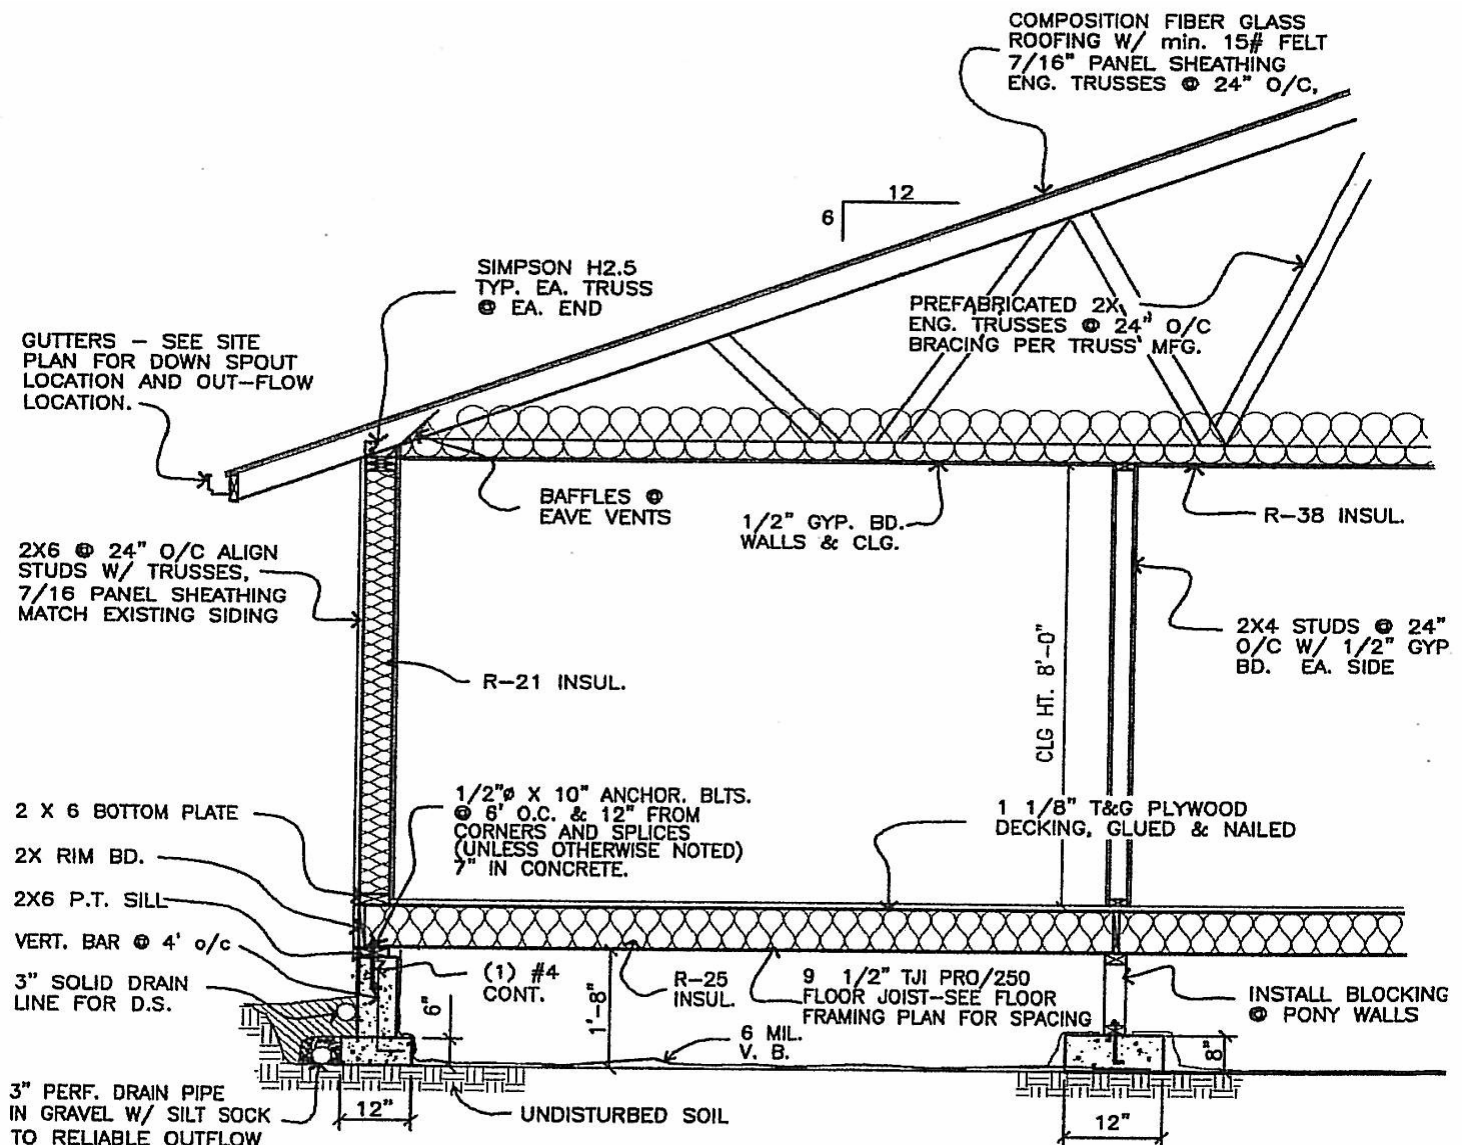 COMPOSITION FIBER GLASS
ROOFING W/ min. 15# FELT
7/16" PANEL SHEATHING
ENG. TRUSSES @ 24" O/C,
12
6
SIMPSON H2.5
TYP. EA. TRUSS
@ EA. END
PREFABRICATED 2X
ENG. TRUSSES @ 24" O/C
BRACING PER TRUSS MFG.
GUTTERS – SEE SITE
PLAN FOR DOWN SPOUT
LOCATION AND OUT–FLOW
LOCATION.
BAFFLES @
EAVE VENTS
1/2" GYP. BD.
WALLS & CLG.
R–38 INSUL.
2X6 @ 24" O/C ALIGN
STUDS W/ TRUSSES,
7/16 PANEL SHEATHING
MATCH EXISTING SIDING
2X4 STUDS @ 24"
O/C W/ 1/2" GYP
BD. EA. SIDE
R–21 INSUL.
CLG HT. 8'–0"
2 X 6 BOTTOM PLATE
1/2"ø X 10" ANCHOR. BLTS.
@ 6' O.C. & 12" FROM
CORNERS AND SPLICES
(UNLESS OTHERWISE NOTED)
7" IN CONCRETE.
1 1/8" T&G PLYWOOD
DECKING, GLUED & NAILED
2X RIM BD.
2X6 P.T. SILL
VERT. BAR @ 4' o/c
3" SOLID DRAIN
LINE FOR D.S.
(1) #4
CONT.
6"
1'–8"
R–25
INSUL.
9 1/2" TJI PRO/250
FLOOR JOIST–SEE FLOOR
FRAMING PLAN FOR SPACING
INSTALL BLOCKING
@ PONY WALLS
6 MIL.
V. B.
8"
3" PERF. DRAIN PIPE
IN GRAVEL W/ SILT SOCK
TO RELIABLE OUTFLOW
12"
UNDISTURBED SOIL
12"